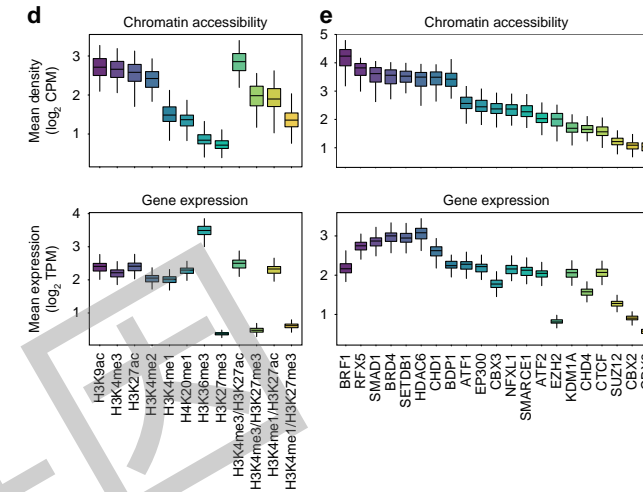 d
Chromatin accessibility
Mean density
(log2 CPM)
3
2
1
Gene expression
Mean expression
(log2 TPM)
4
3
2
1
H3K9ac
H3K4me3
H3K27ac
H3K4me2
H3K4me1
H4K20me1
H3K36me3
H3K27me3
H3K4me3/H3K27ac
H3K4me3/H3K27me3
H3K4me1/H3K27ac
H3K4me1/H3K27me3
e
Chromatin accessibility
5
4
3
2
1
Gene expression
3
2
1
BRF1
RFX5
SMAD1
BRD4
SETDB1
HDAC6
CHD1
BDP1
ATF1
EP300
CBX3
NFXL1
SMARCE1
ATF2
EZH2
KDM1A
CHD4
CTCF
SUZ12
CBX2